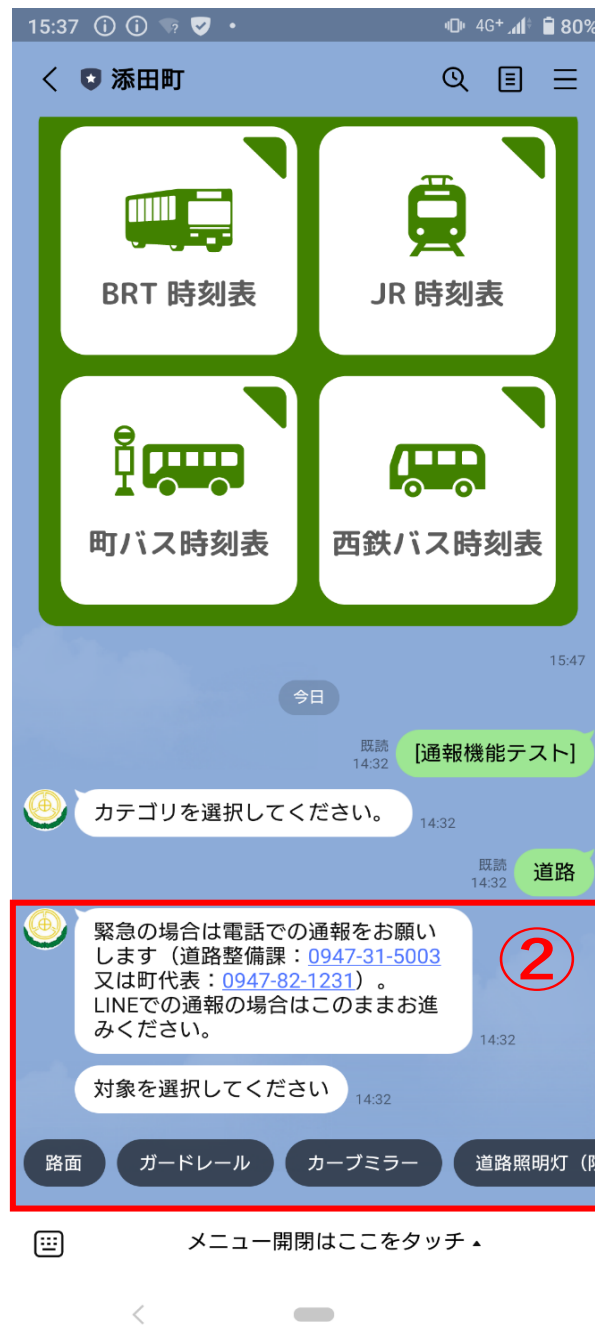 15:37
4G+
80%
添田町
BRT 時刻表
JR 時刻表
町バス時刻表
西鉄バス時刻表
15:47
今日
既読
14:32
[通報機能テスト]
カテゴリを選択してください。
14:32
既読
14:32
道路
緊急の場合は電話での通報をお願い
します（道路整備課：0947-31-5003
又は町代表：0947-82-1231）。
LINEでの通報の場合はこのままお進
みください。
14:32
②
対象を選択してください
14:32
路面
ガードレール
カーブミラー
道路照明灯（
メニュー開閉はここをタッチ